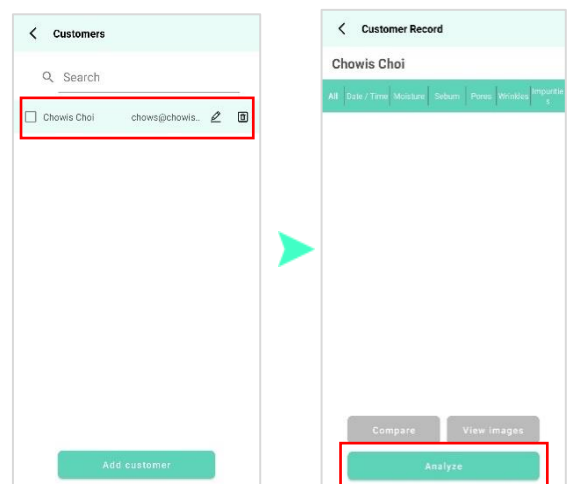 Customers
Search
Chowis Choi chows@chowis..
Add customer
Customer Record
Chowis Choi
All Date / Time Moisture Sebum Pores Wrinkles Impuritie
s
Compare View images
Analyze